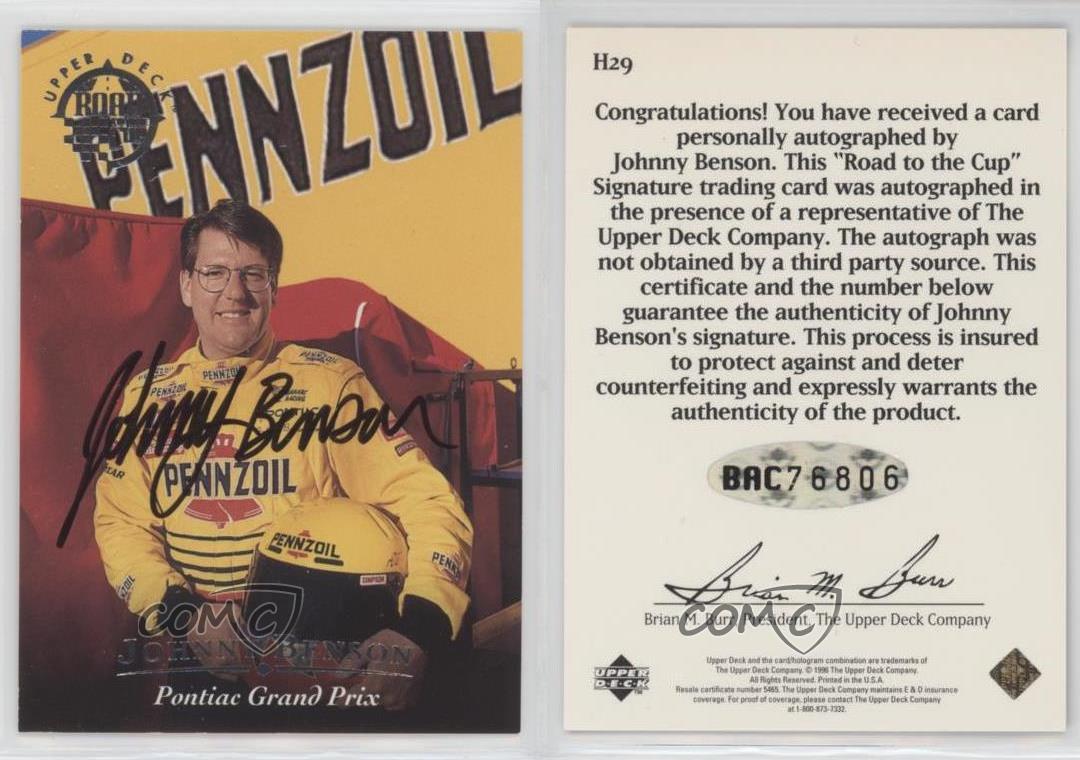 UPPER DECK
ROAD
PENNZOIL
PENNZOIL
PENNZOIL
Johnny Benson
PENNZOIL
PENNZOIL
SIMPSON
PENNZOIL
COMC
JOHNNY BENSON
Pontiac Grand Prix
H29
Congratulations! You have received a card
personally autographed by
Johnny Benson. This "Road to the Cup"
Signature trading card was autographed in
the presence of a representative of The
Upper Deck Company. The autograph was
not obtained by a third party source. This
certificate and the number below
guarantee the authenticity of Johnny
Benson's signature. This process is insured
to protect against and deter
counterfeiting and expressly warrants the
authenticity of the product.
BAC76806
Brian M. Burr
Brian M. Burr, President, The Upper Deck Company
COMC
UPPER
DECK
Upper Deck and the card/hologram combination are trademarks of
The Upper Deck Company. © 1996 The Upper Deck Company.
All Rights Reserved. Printed in the U.S.A.
Resale certificate number 5465. The Upper Deck Company maintains E & O insurance
coverage. For proof of coverage, please contact The Upper Deck Company
at 1-800-873-7332.